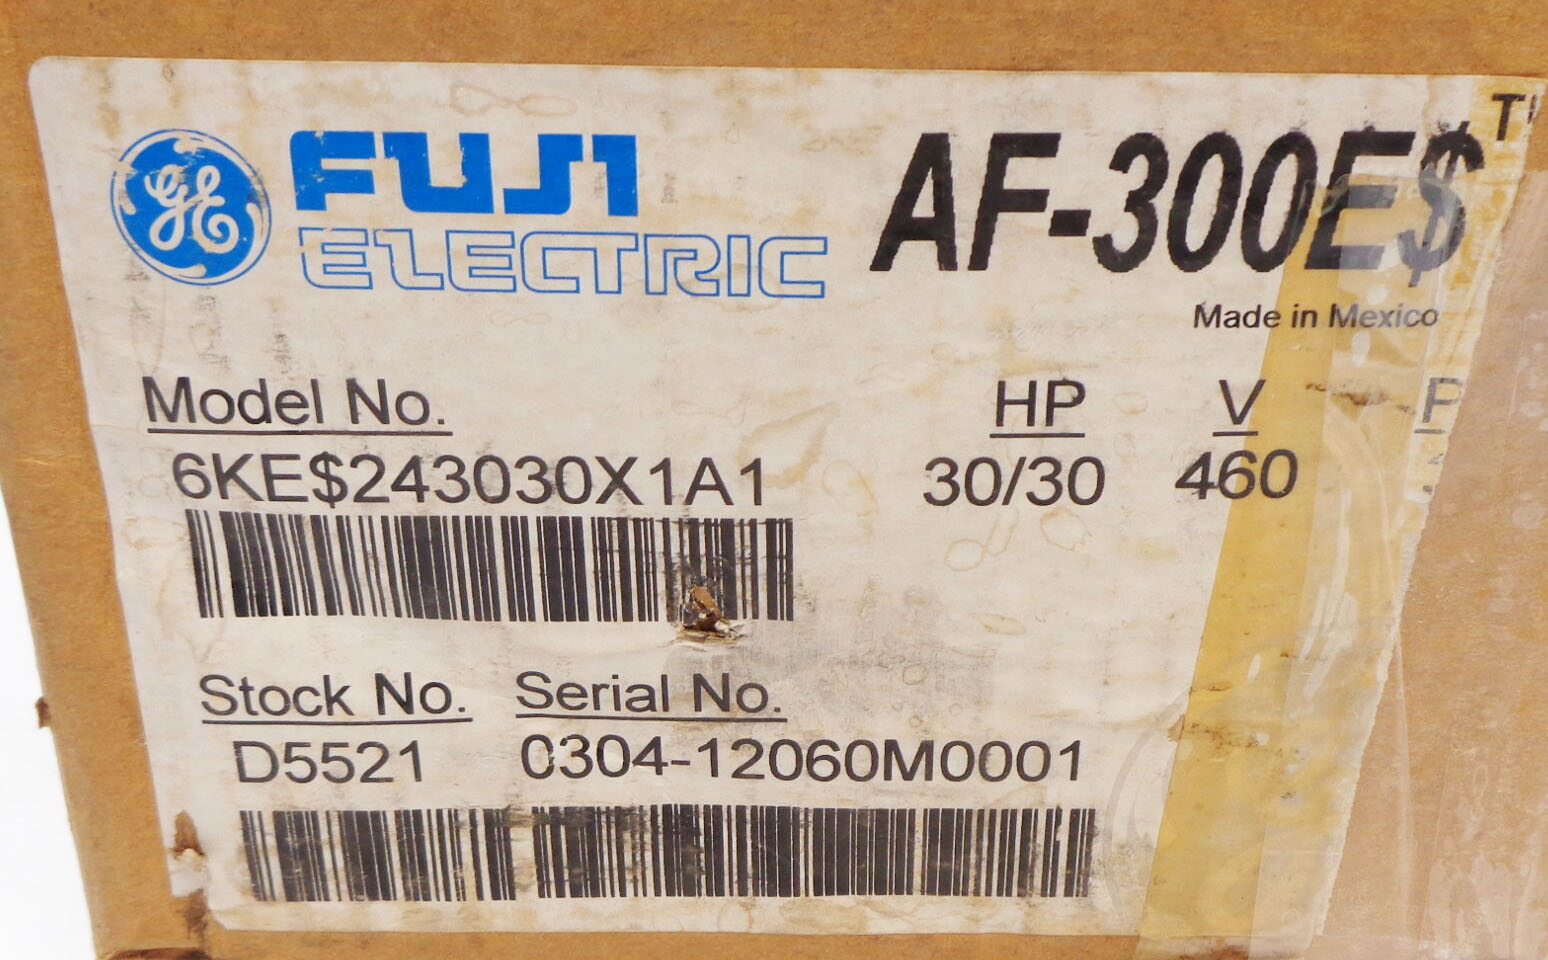 GE FUJI ELECTRIC
AF-300E$
Made in Mexico
Model No. HP V P
6KE$243030X1A1 30/30 460
Stock No. Serial No.
D5521 0304-12060M0001